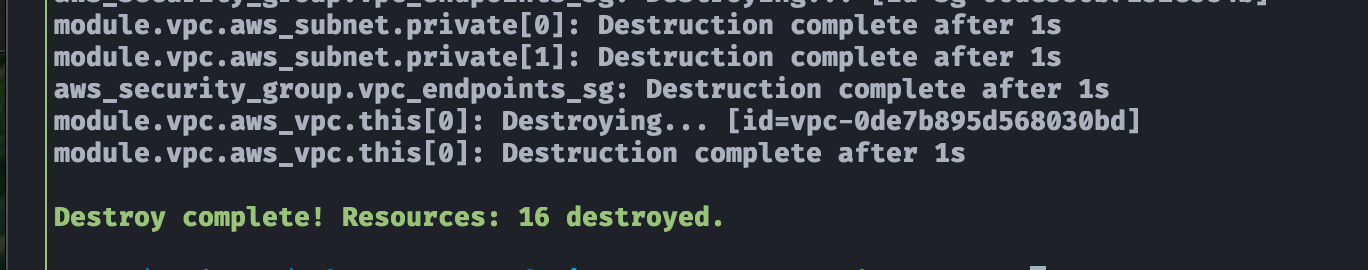 module.vpc.aws_subnet.private[0]: Destruction complete after 1s
module.vpc.aws_subnet.private[1]: Destruction complete after 1s
aws_security_group.vpc_endpoints_sg: Destruction complete after 1s
module.vpc.aws_vpc.this[0]: Destroying... [id=vpc-0de7b895d568030bd]
module.vpc.aws_vpc.this[0]: Destruction complete after 1s
Destroy complete! Resources: 16 destroyed.